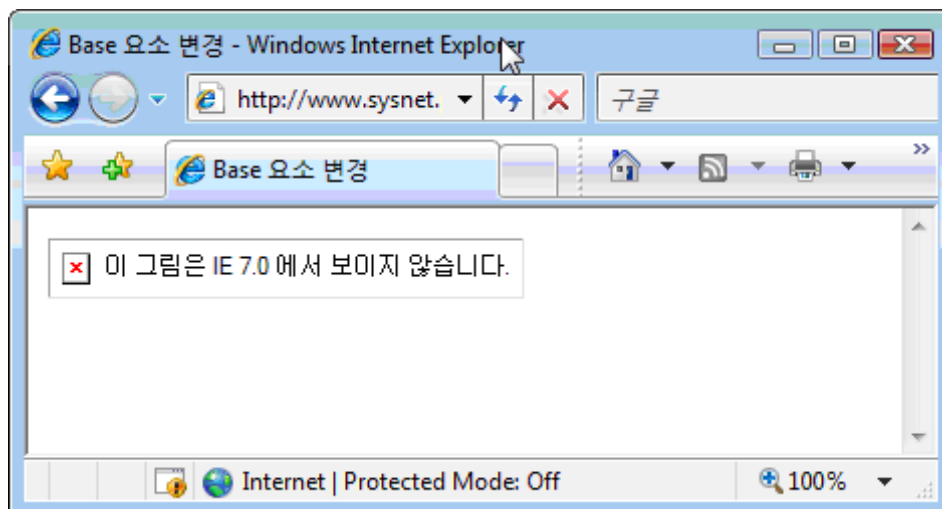 Base 요소 변경 - Windows Internet Explorer
http://www.sysnet.
구글
Base 요소 변경
이 그림은 IE 7.0 에서 보이지 않습니다.
Internet | Protected Mode: Off
100%